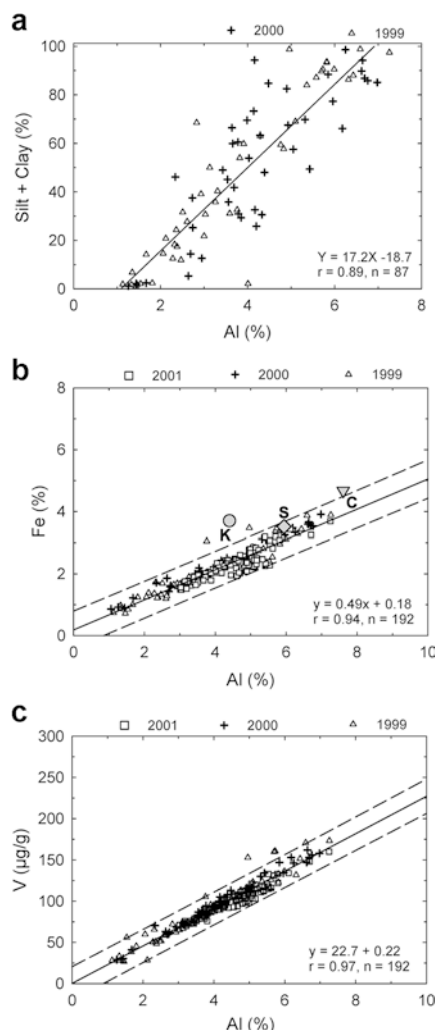 a
2000 1999
100
80
60
40
20
0
Silt + Clay (%)
Y = 17.2X -18.7
r = 0.89, n = 87
0 2 4 6 8
Al (%)
b
2001 2000 1999
8
6
4
2
0
Fe (%)
K S C
y = 0.49x + 0.18
r = 0.94, n = 192
0 2 4 6 8 10
Al (%)
c
2001 2000 1999
300
250
200
150
100
50
0
V (µg/g)
y = 22.7 + 0.22
r = 0.97, n = 192
0 2 4 6 8 10
Al (%)